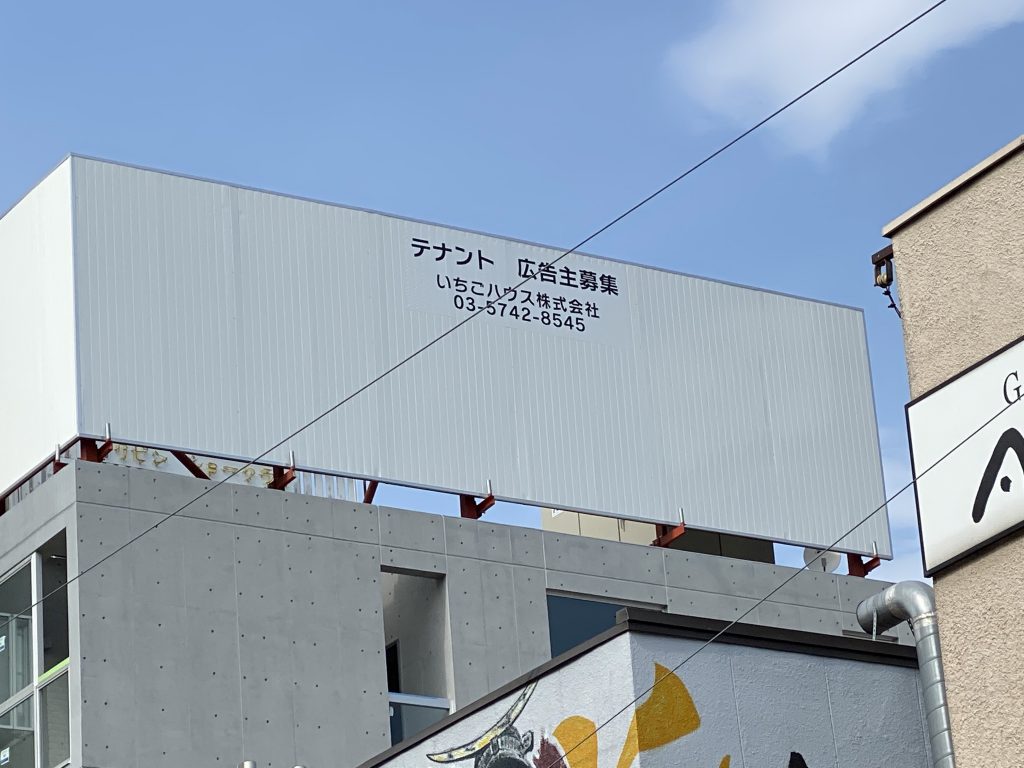 テナント 広告主募集
いちごハウス株式会社
03-5742-8545
G